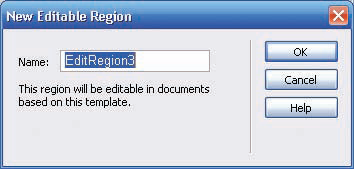 New Editable Region
Name: EditRegion3
This region will be editable in documents
based on this template.
OK
Cancel
Help